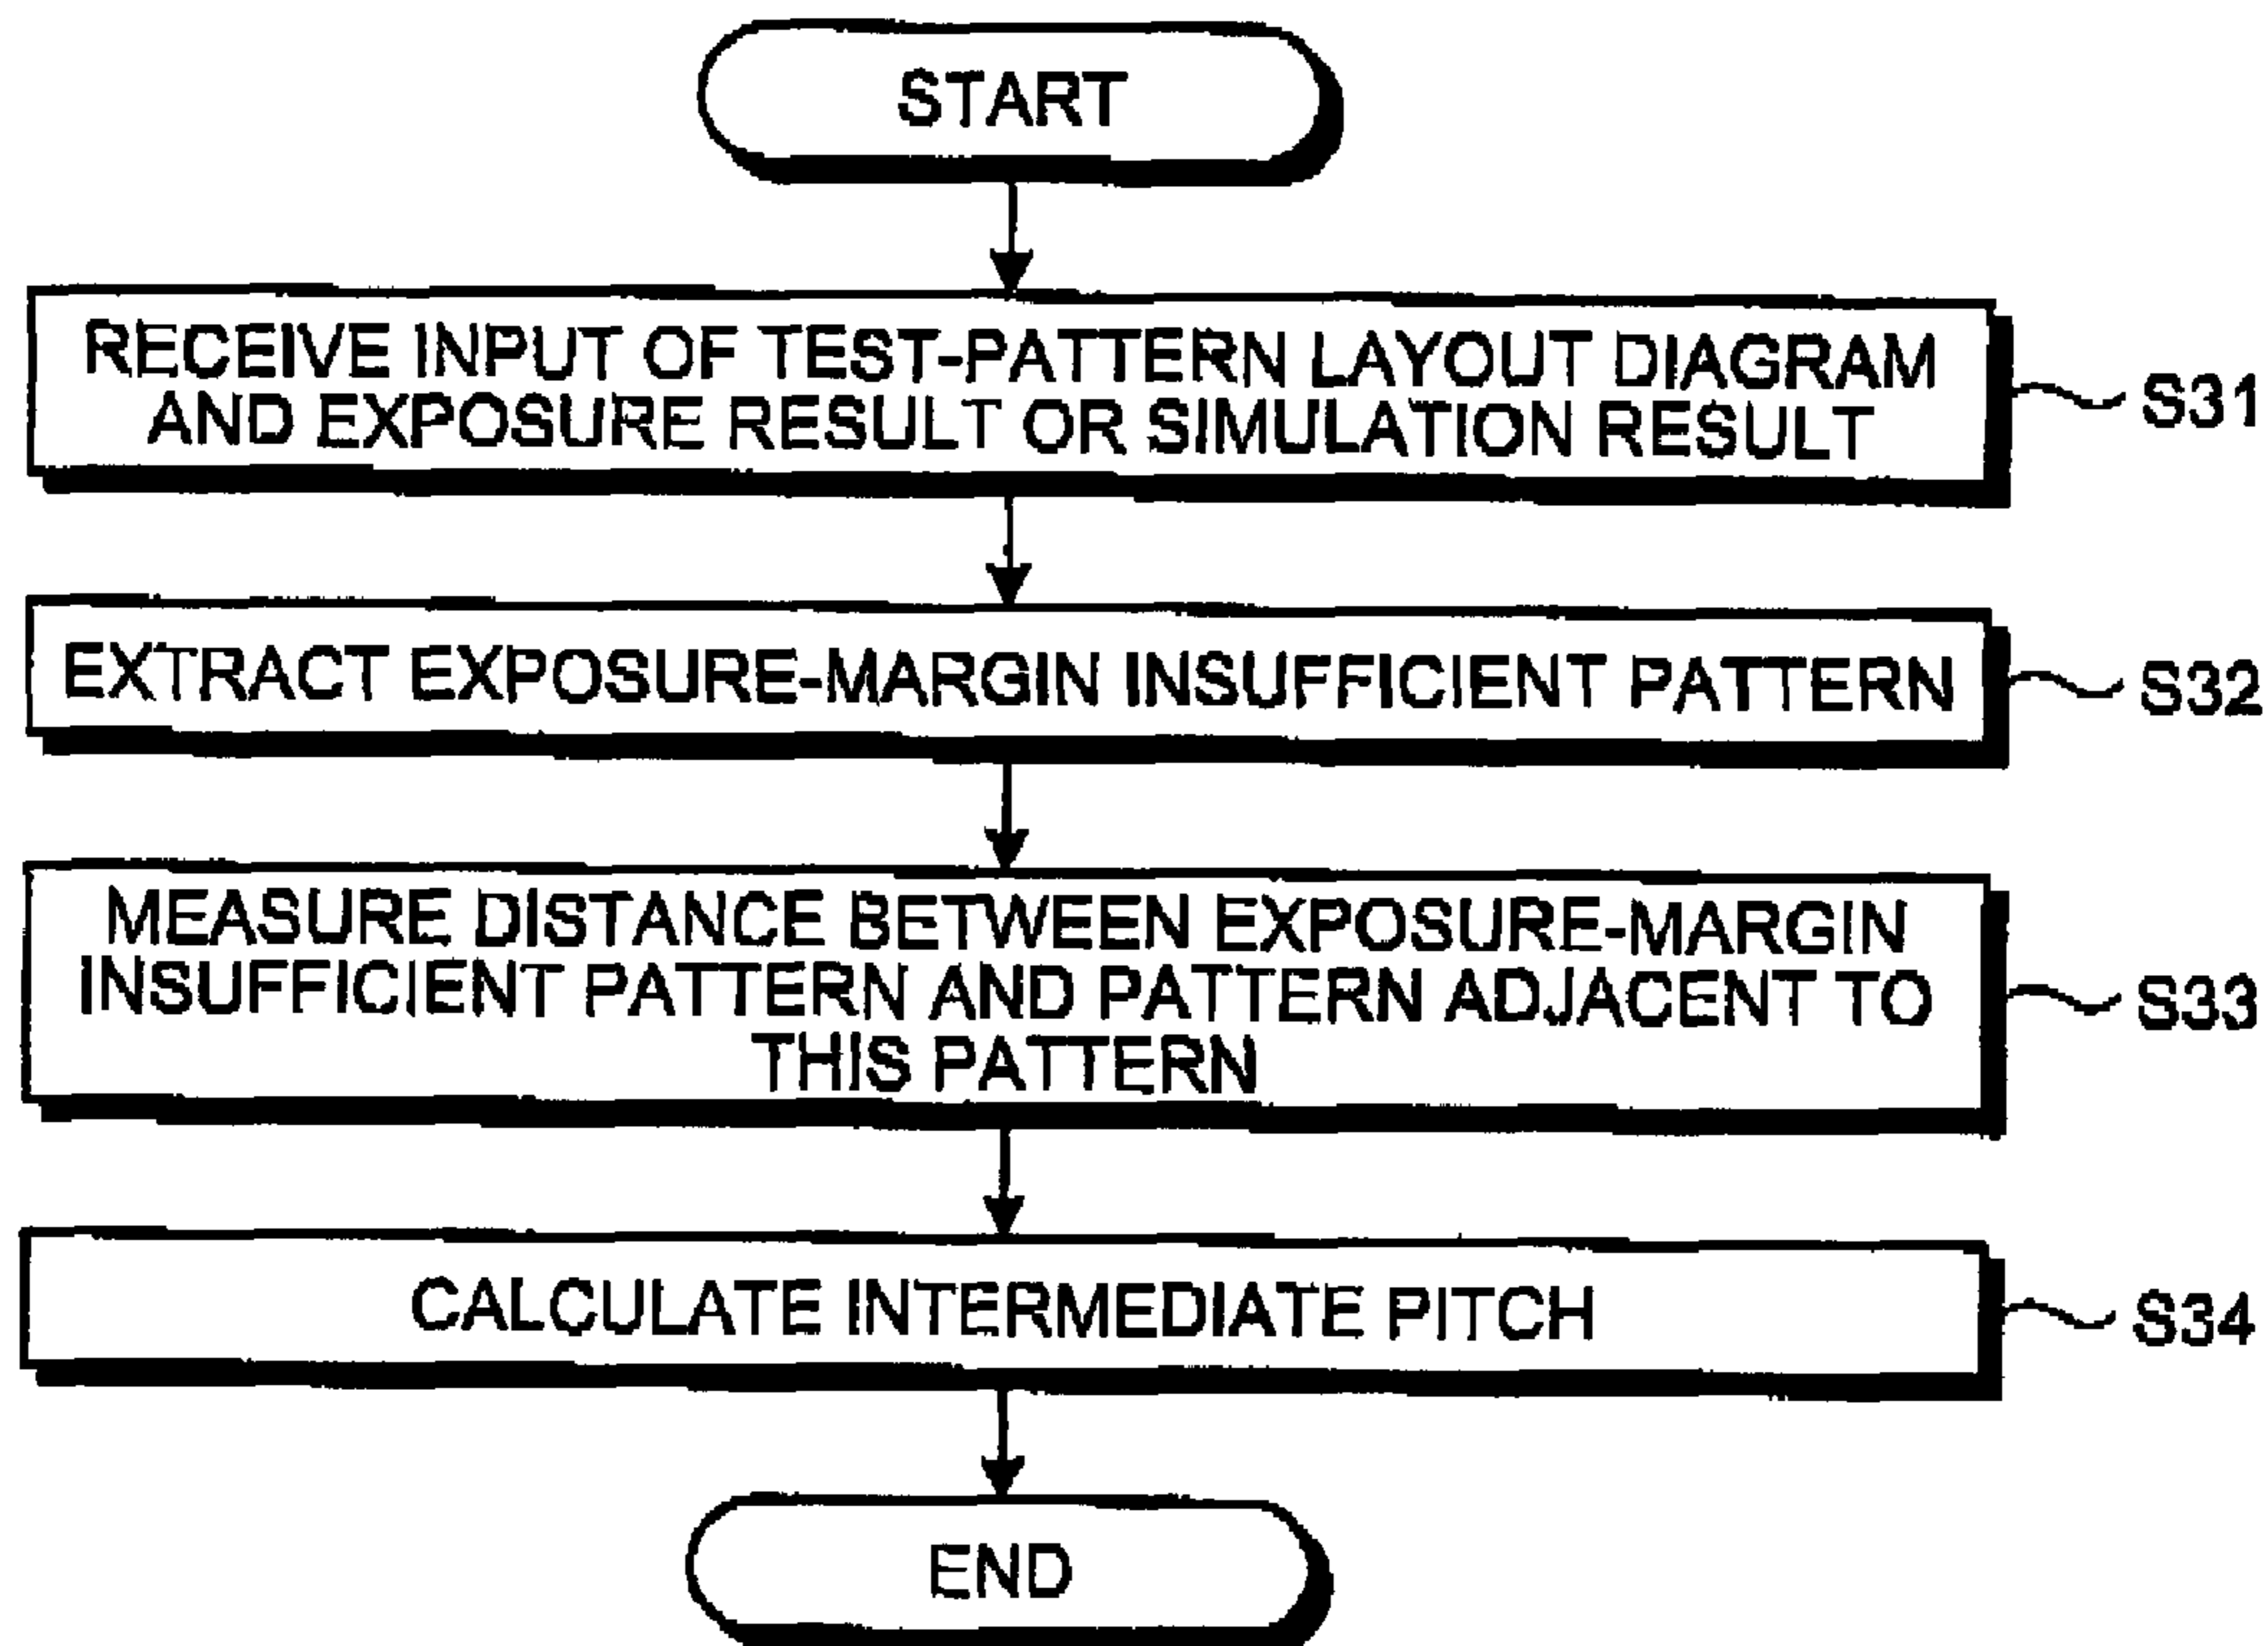 START
RECEIVE INPUT OF TEST-PATTERN LAYOUT DIAGRAM
AND EXPOSURE RESULT OR SIMULATION RESULT
S31
EXTRACT EXPOSURE-MARGIN INSUFFICIENT PATTERN
S32
MEASURE DISTANCE BETWEEN EXPOSURE-MARGIN
INSUFFICIENT PATTERN AND PATTERN ADJACENT TO
THIS PATTERN
S33
CALCULATE INTERMEDIATE PITCH
S34
END